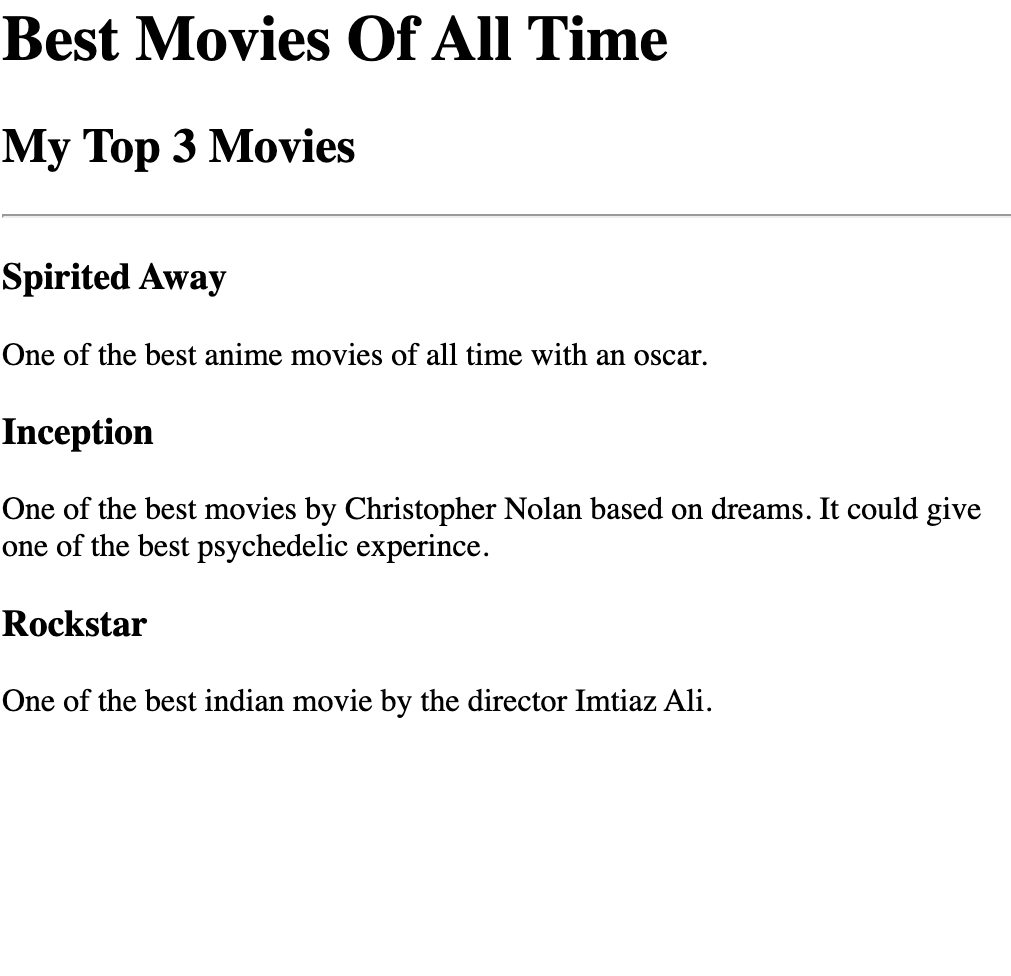 Best Movies Of All Time
My Top 3 Movies
Spirited Away
One of the best anime movies of all time with an oscar.
Inception
One of the best movies by Christopher Nolan based on dreams. It could give
one of the best psychedelic experince.
Rockstar
One of the best indian movie by the director Imtiaz Ali.